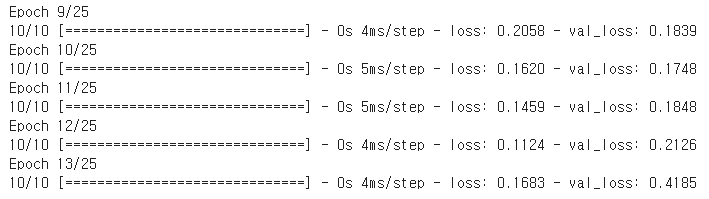 Epoch 9/25
10/10 [==============================] - 0s 4ms/step - loss: 0.2058 - val_loss: 0.1839
Epoch 10/25
10/10 [==============================] - 0s 5ms/step - loss: 0.1620 - val_loss: 0.1748
Epoch 11/25
10/10 [==============================] - 0s 5ms/step - loss: 0.1459 - val_loss: 0.1848
Epoch 12/25
10/10 [==============================] - 0s 4ms/step - loss: 0.1124 - val_loss: 0.2126
Epoch 13/25
10/10 [==============================] - 0s 4ms/step - loss: 0.1683 - val_loss: 0.4185